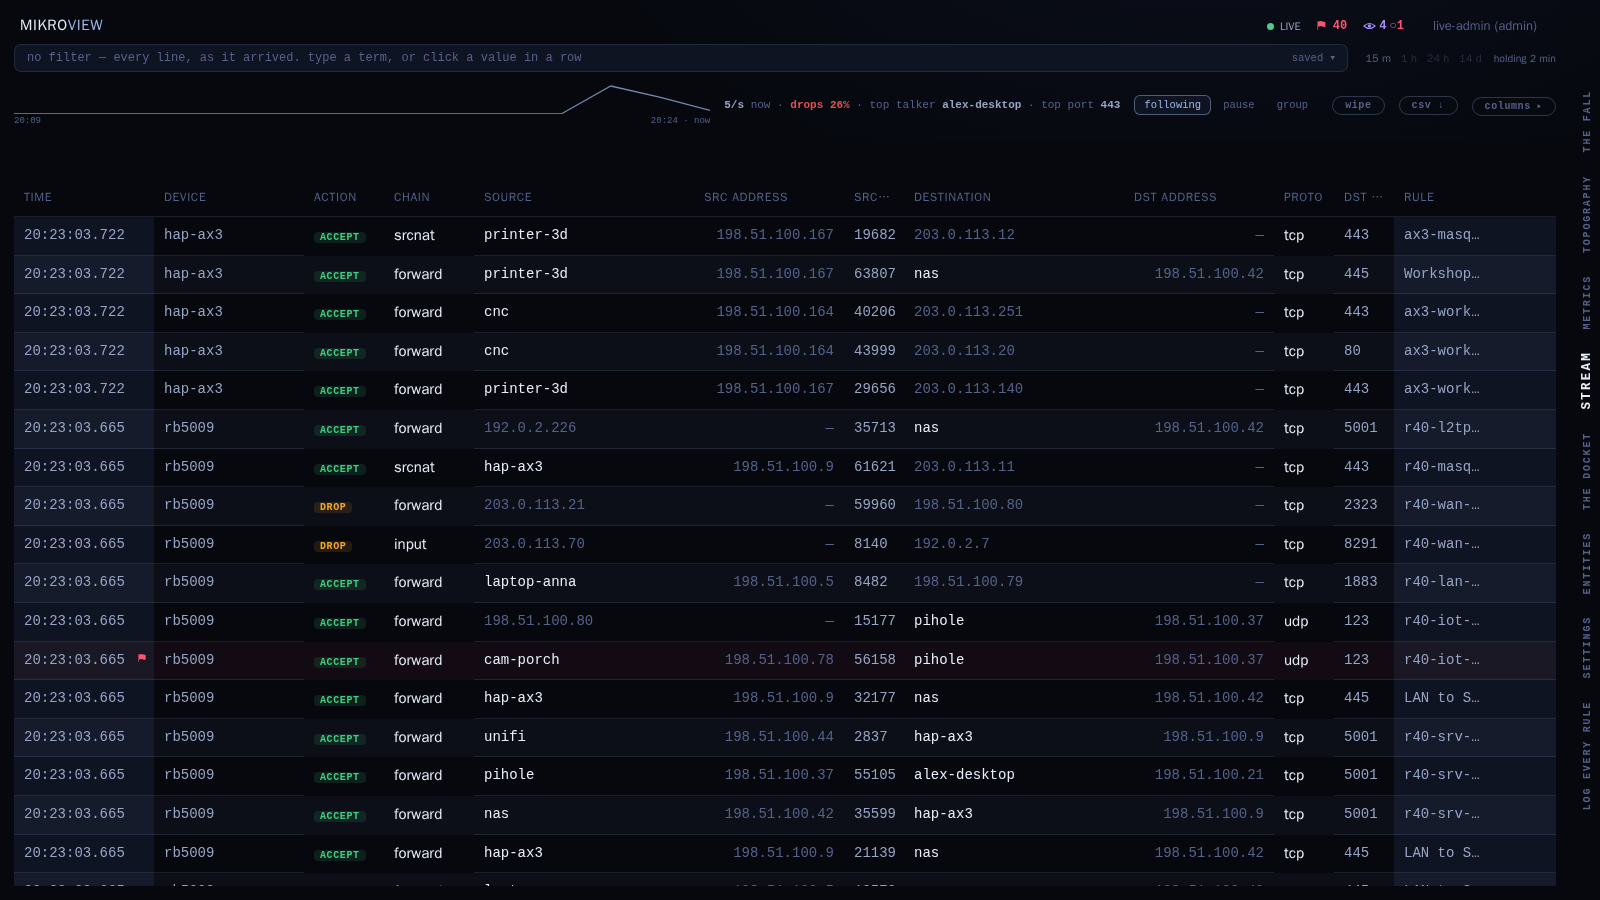 MIKROVIEW
LIVE 40 4 ○1 live-admin (admin)
no filter — every line, as it arrived. type a term, or click a value in a row saved ▾ 15 m 1 h 24 h 14 d holding 2 min
5/s now · drops 26% · top talker alex-desktop · top port 443 following pause group wipe csv ↓ columns ▸
20:09 20:24 · now
TIME DEVICE ACTION CHAIN SOURCE SRC ADDRESS SRC··· DESTINATION DST ADDRESS PROTO DST ··· RULE
20:23:03.722 hap-ax3 ACCEPT srcnat printer-3d 198.51.100.167 19682 203.0.113.12 — tcp 443 ax3-masq…
20:23:03.722 hap-ax3 ACCEPT forward printer-3d 198.51.100.167 63807 nas 198.51.100.42 tcp 445 Workshop…
20:23:03.722 hap-ax3 ACCEPT forward cnc 198.51.100.164 40206 203.0.113.251 — tcp 443 ax3-work…
20:23:03.722 hap-ax3 ACCEPT forward cnc 198.51.100.164 43999 203.0.113.20 — tcp 80 ax3-work…
20:23:03.722 hap-ax3 ACCEPT forward printer-3d 198.51.100.167 29656 203.0.113.140 — tcp 443 ax3-work…
20:23:03.665 rb5009 ACCEPT forward 192.0.2.226 — 35713 nas 198.51.100.42 tcp 5001 r40-l2tp…
20:23:03.665 rb5009 ACCEPT srcnat hap-ax3 198.51.100.9 61621 203.0.113.11 — tcp 443 r40-masq…
20:23:03.665 rb5009 DROP forward 203.0.113.21 — 59960 198.51.100.80 — tcp 2323 r40-wan-…
20:23:03.665 rb5009 DROP input 203.0.113.70 — 8140 192.0.2.7 — tcp 8291 r40-wan-…
20:23:03.665 rb5009 ACCEPT forward laptop-anna 198.51.100.5 8482 198.51.100.79 — tcp 1883 r40-lan-…
20:23:03.665 rb5009 ACCEPT forward 198.51.100.80 — 15177 pihole 198.51.100.37 udp 123 r40-iot-…
20:23:03.665 rb5009 ACCEPT forward cam-porch 198.51.100.78 56158 pihole 198.51.100.37 udp 123 r40-iot-…
20:23:03.665 rb5009 ACCEPT forward hap-ax3 198.51.100.9 32177 nas 198.51.100.42 tcp 445 LAN to S…
20:23:03.665 rb5009 ACCEPT forward unifi 198.51.100.44 2837 hap-ax3 198.51.100.9 tcp 5001 r40-srv-…
20:23:03.665 rb5009 ACCEPT forward pihole 198.51.100.37 55105 alex-desktop 198.51.100.21 tcp 5001 r40-srv-…
20:23:03.665 rb5009 ACCEPT forward nas 198.51.100.42 35599 hap-ax3 198.51.100.9 tcp 5001 r40-srv-…
20:23:03.665 rb5009 ACCEPT forward hap-ax3 198.51.100.9 21139 nas 198.51.100.42 tcp 445 LAN to S…
THE FALL
TOPOGRAPHY
METRICS
STREAM
THE DOCKET
ENTITIES
SETTINGS
LOG EVERY RULE